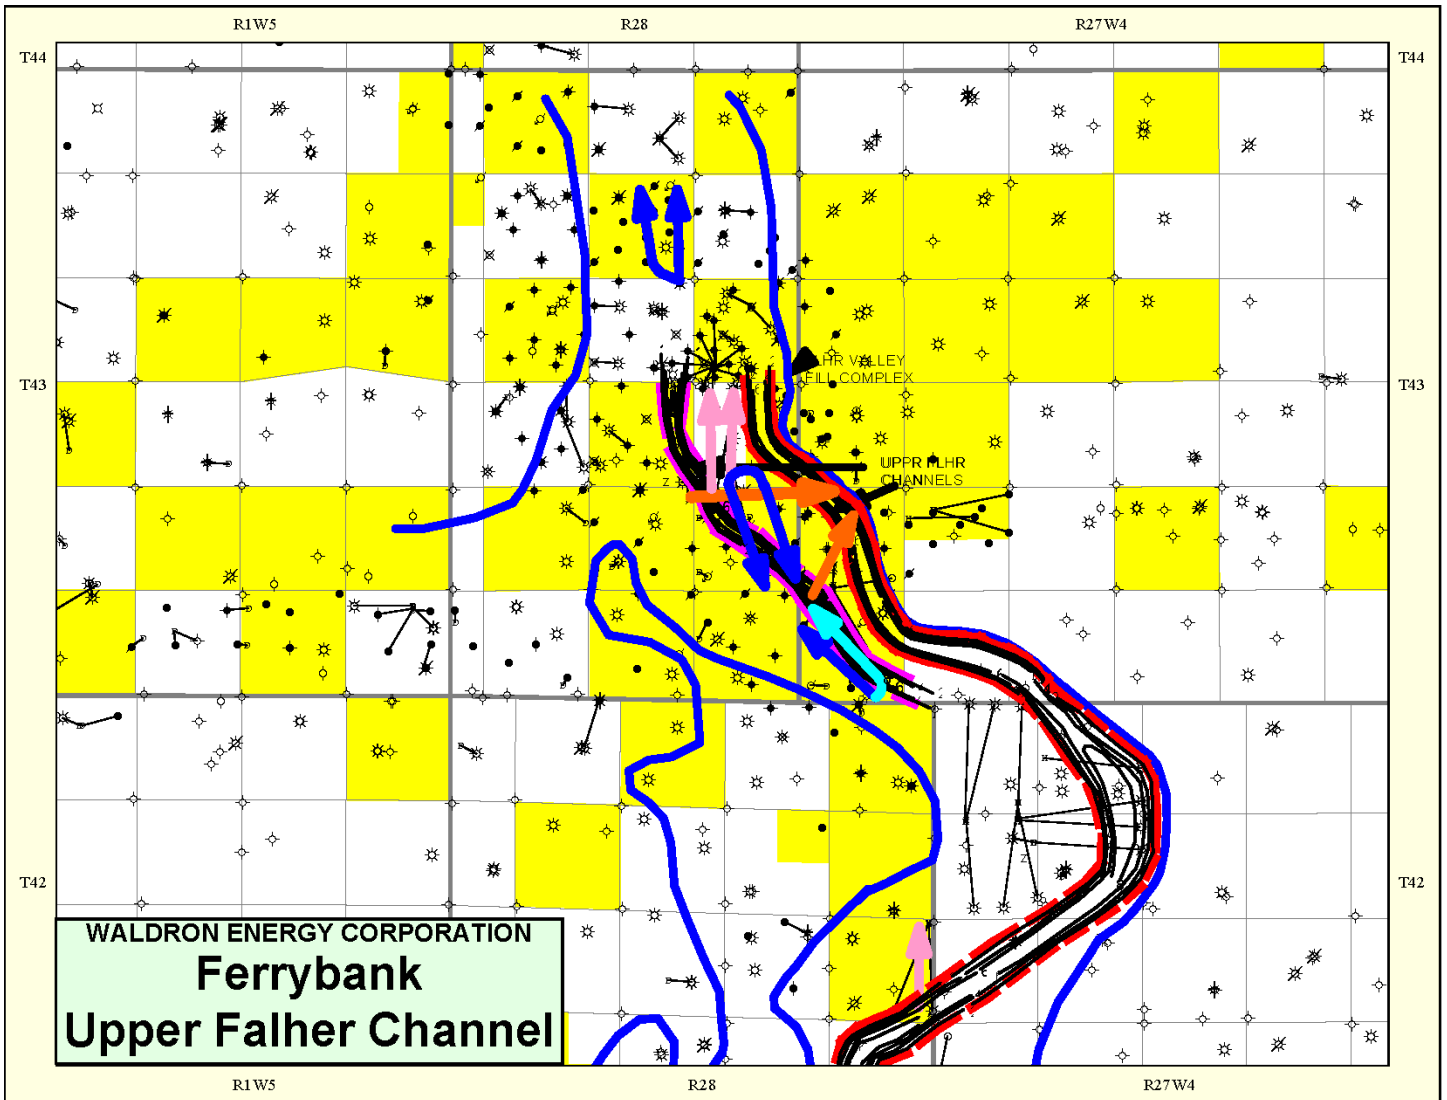 R1W5 R28 R27W4
T44 T44
LHR VALLEY
FILL COMPLEX
T43 T43
UPPR FLHR
CHANNELS
Z
Z
T42 T42
WALDRON ENERGY CORPORATION
Ferrybank
Upper Falher Channel
R1W5 R28 R27W4